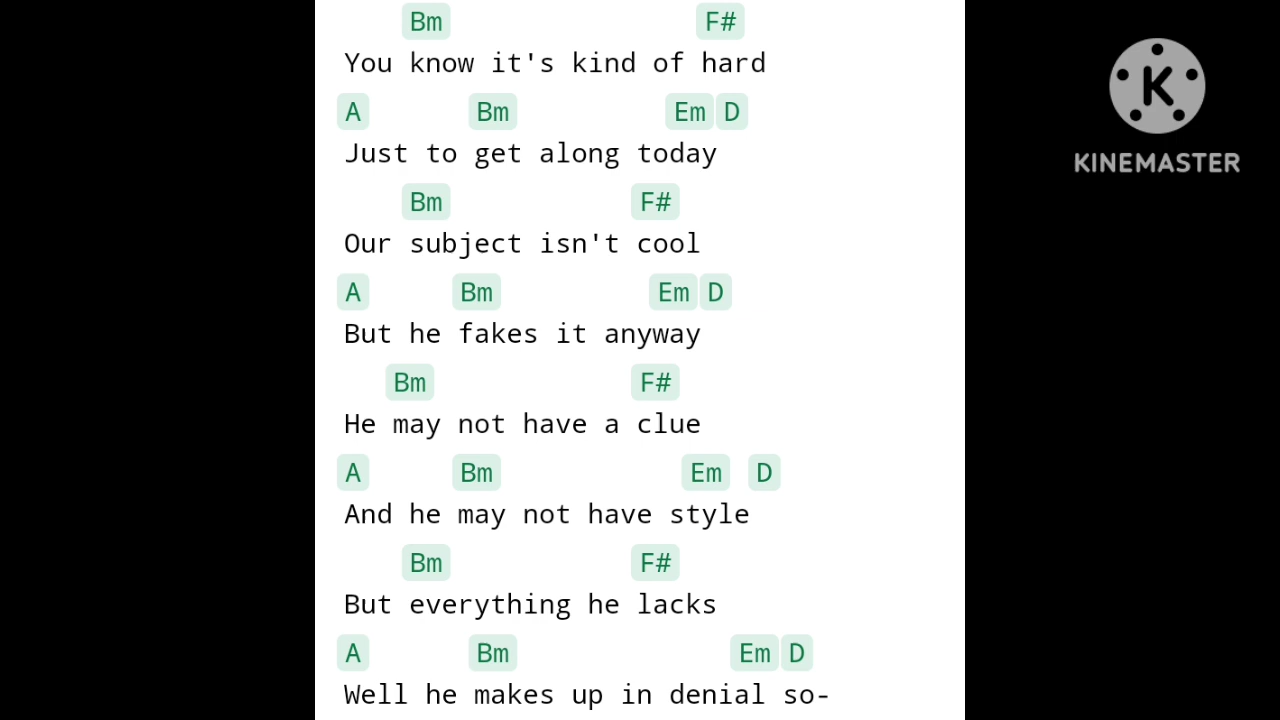 Bm F#
You know it's kind of hard
A Bm Em D
Just to get along today
Bm F#
Our subject isn't cool
A Bm Em D
But he fakes it anyway
Bm F#
He may not have a clue
A Bm Em D
And he may not have style
Bm F#
But everything he lacks
A Bm Em D
Well he makes up in denial so-
K
KINEMASTER